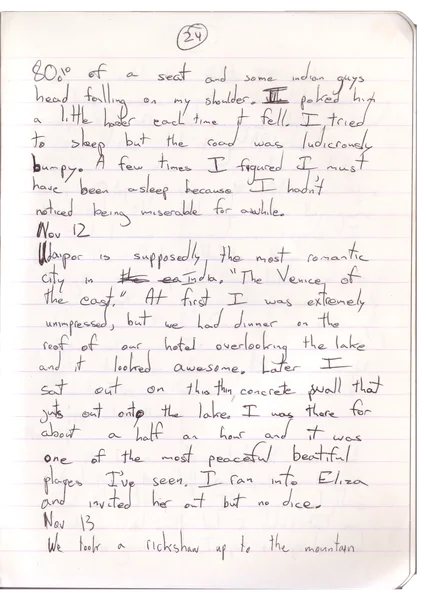 24
80% of a seat and some indian guys
head falling on my shoulder. I poked him
a little harder each time it fell. I tried
to sleep but the road was ludicrously
bumpy. A few times I figured I must
have been asleep because I hadn't
noticed being miserable for awhile.
Nov 12
Udaipor is supposedly the most romantic
city in India. "The Venice of
the east." At first I was extremely
unimpressed, but we had dinner on the
roof of our hotel overlooking the lake
and it looked awesome. Later I
sat out on this thin concrete wall that
juts out onto the lake. I was there for
about a half an hour and it was
one of the most peaceful beatiful
places I've seen. I ran into Eliza
and invited her out but no dice.
Nov 13
We took a rickshaw up to the mountain